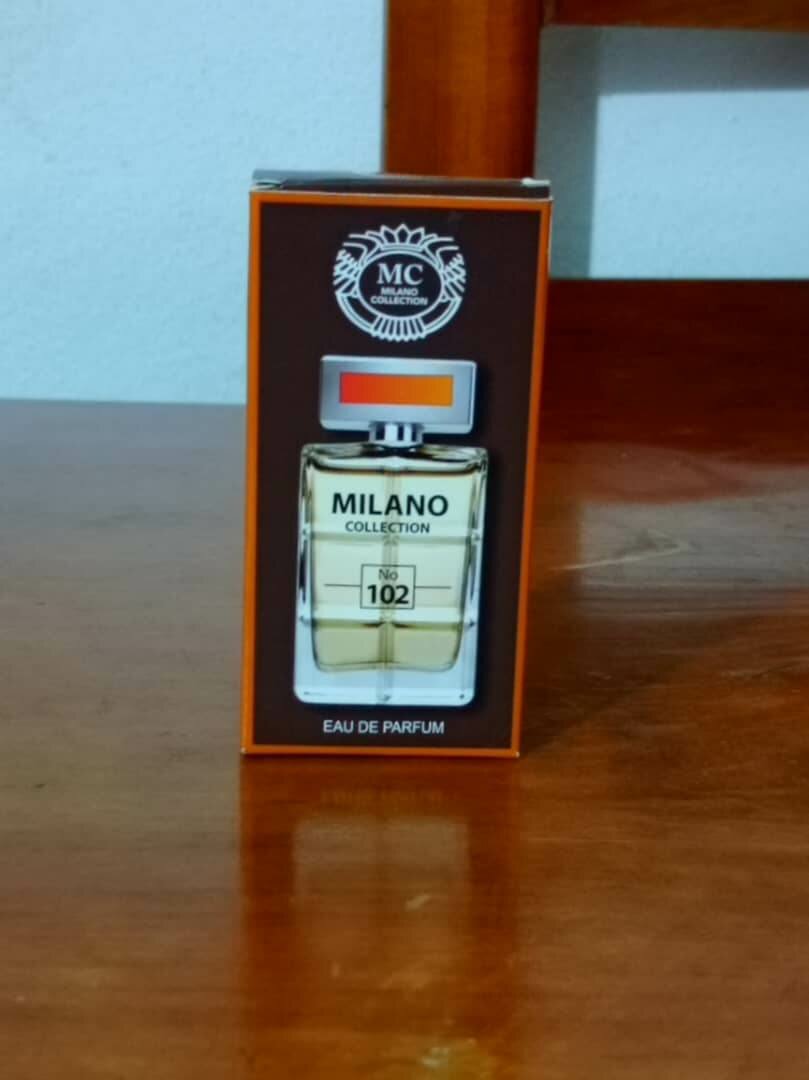 MC
MILANO
COLLECTION
MILANO
COLLECTION
No
102
EAU DE PARFUM